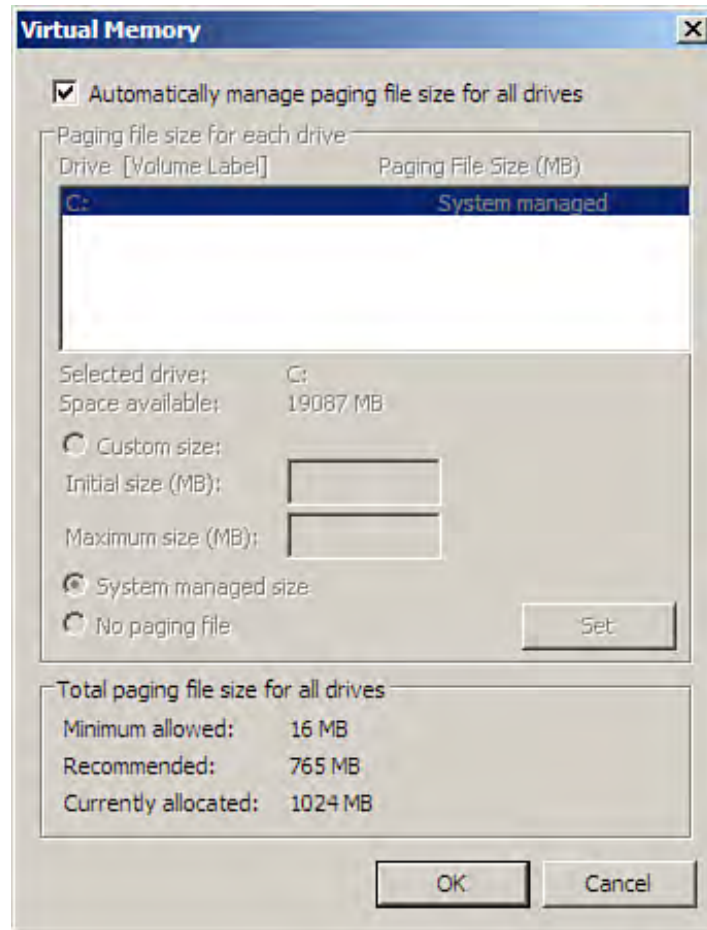 Virtual Memory
Automatically manage paging file size for all drives
Paging file size for each drive
Drive [Volume Label] Paging File Size (MB)
C: System managed
Selected drive: C:
Space available: 19087 MB
Custom size:
Initial size (MB):
Maximum size (MB):
System managed size
No paging file Set
Total paging file size for all drives
Minimum allowed: 16 MB
Recommended: 765 MB
Currently allocated: 1024 MB
OK Cancel